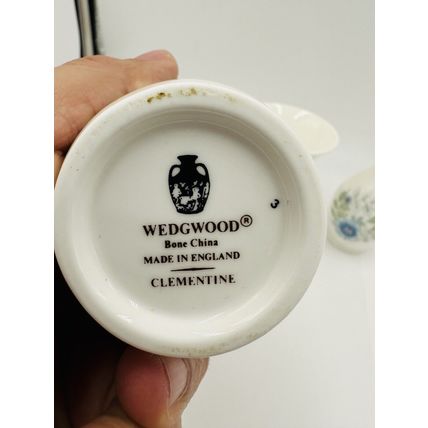 WEDGWOOD®
Bone China
MADE IN ENGLAND
CLEMENTINE
3